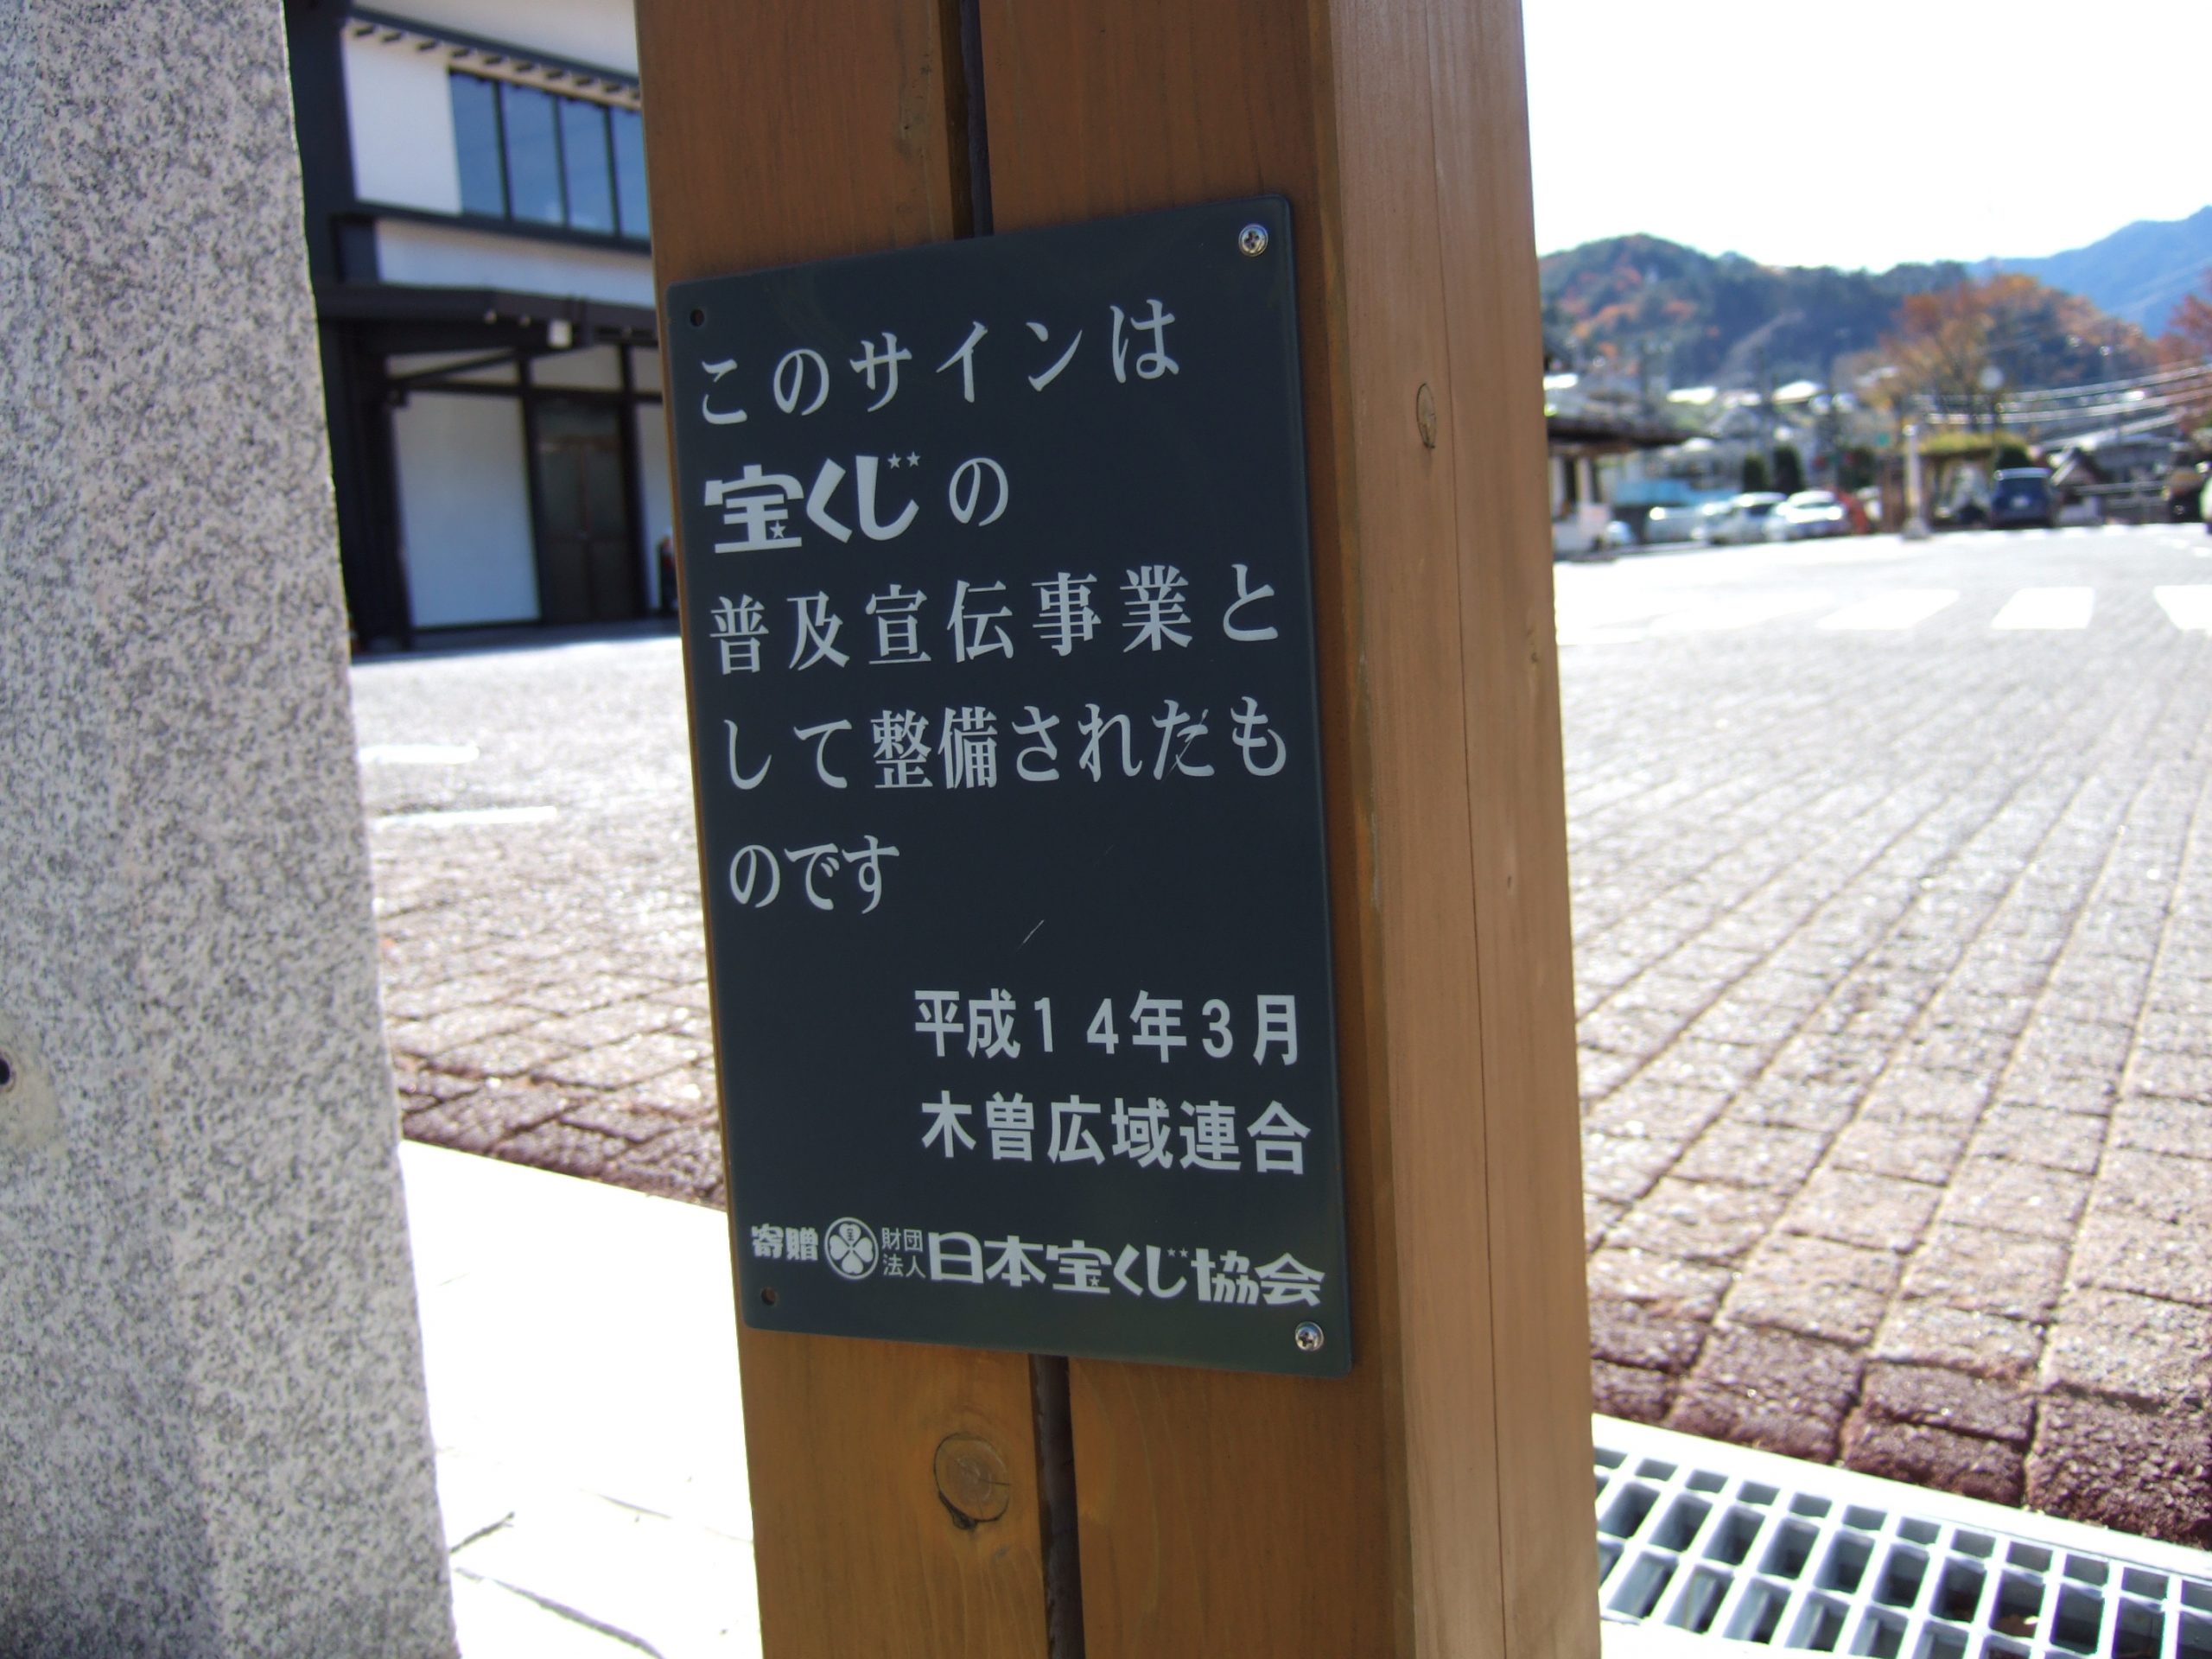 このサインは
宝くじの
普及宣伝事業と
して整備されたも
のです
平成14年3月
木曽広域連合
寄贈 財団法人 日本宝くじ協会